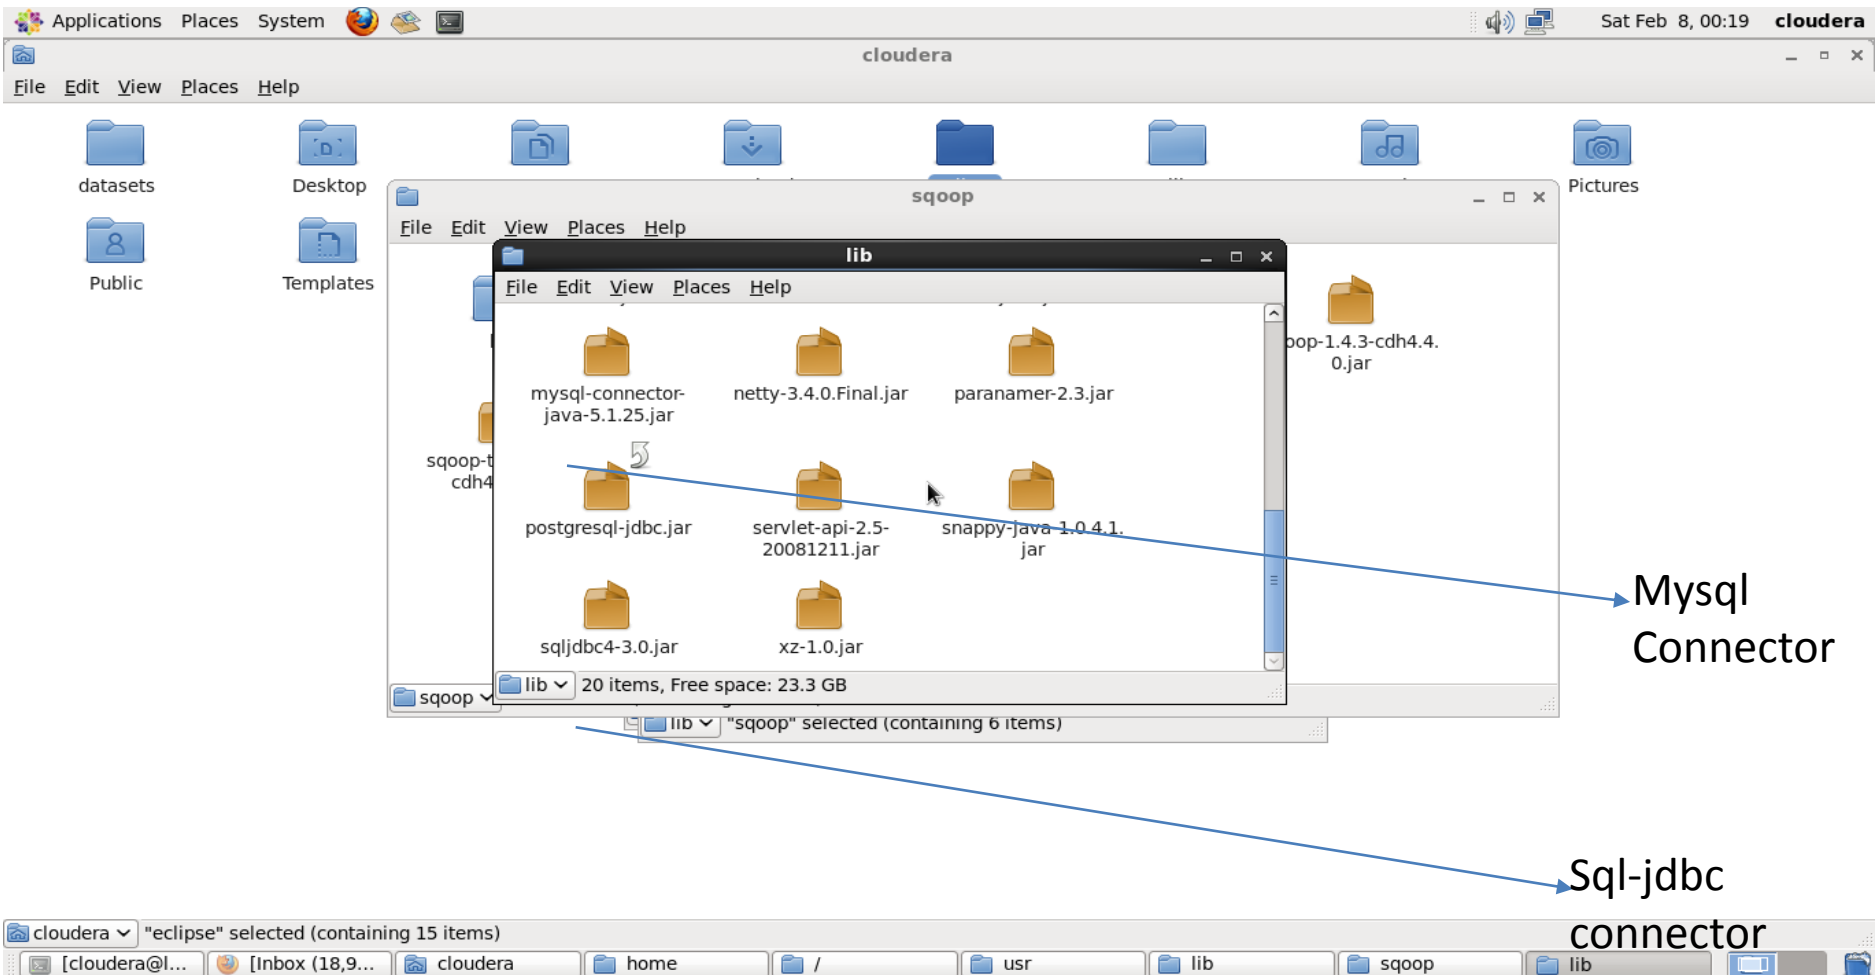 Applications Places System
Sat Feb 8, 00:19 cloudera
cloudera
File Edit View Places Help
datasets
Desktop
Pictures
Public
Templates
sqoop
File Edit View Places Help
lib
File Edit View Places Help
mysql-connector-
java-5.1.25.jar
netty-3.4.0.Final.jar
paranamer-2.3.jar
oop-1.4.3-cdh4.4.
0.jar
sqoop-t
cdh4
postgresql-jdbc.jar
servlet-api-2.5-
20081211.jar
snappy-java-1.0.4.1.
jar
sqljdbc4-3.0.jar
xz-1.0.jar
lib 20 items, Free space: 23.3 GB
sqoop
lib "sqoop" selected (containing 6 items)
Mysql
Connector
Sql-jdbc
connector
cloudera "eclipse" selected (containing 15 items)
[cloudera@l... [Inbox (18,9... cloudera home / usr lib sqoop lib